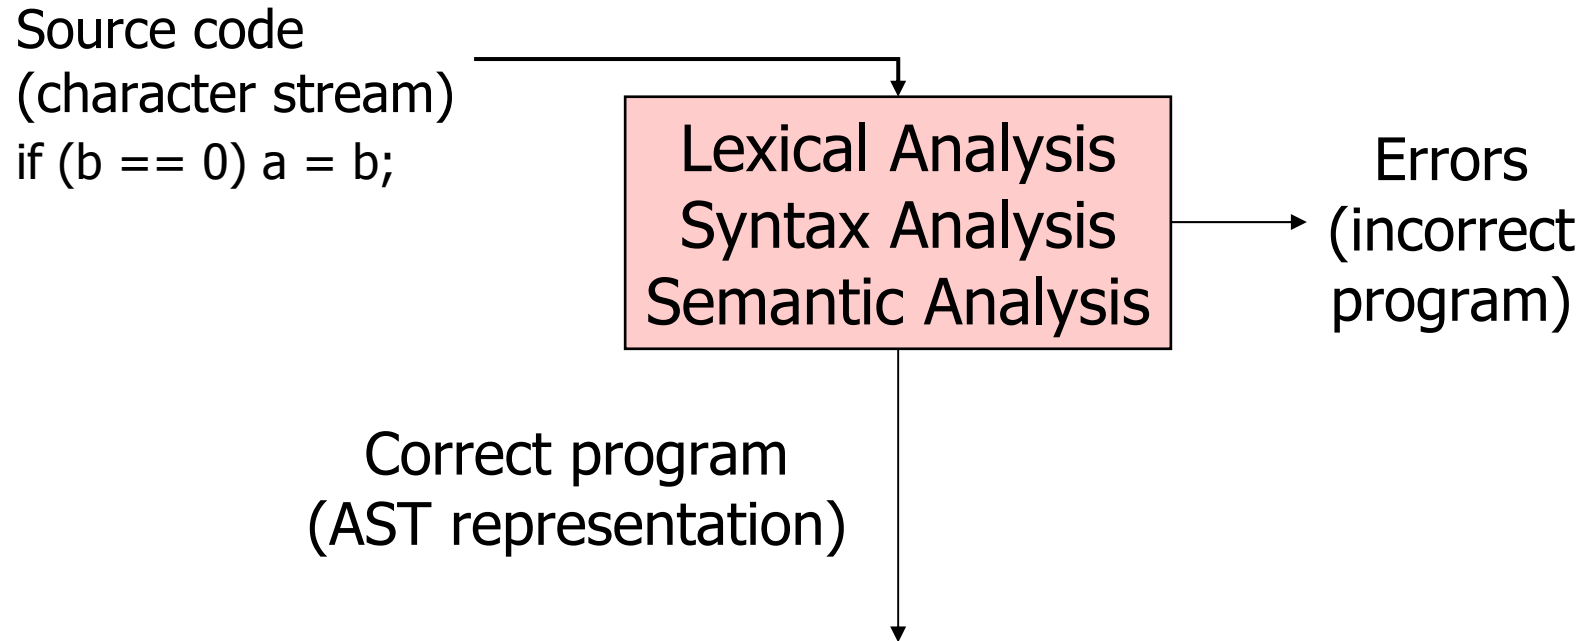 Source code
(character stream)
if (b == 0) a = b;
Lexical Analysis
Syntax Analysis
Semantic Analysis
Errors
(incorrect
program)
Correct program
(AST representation)